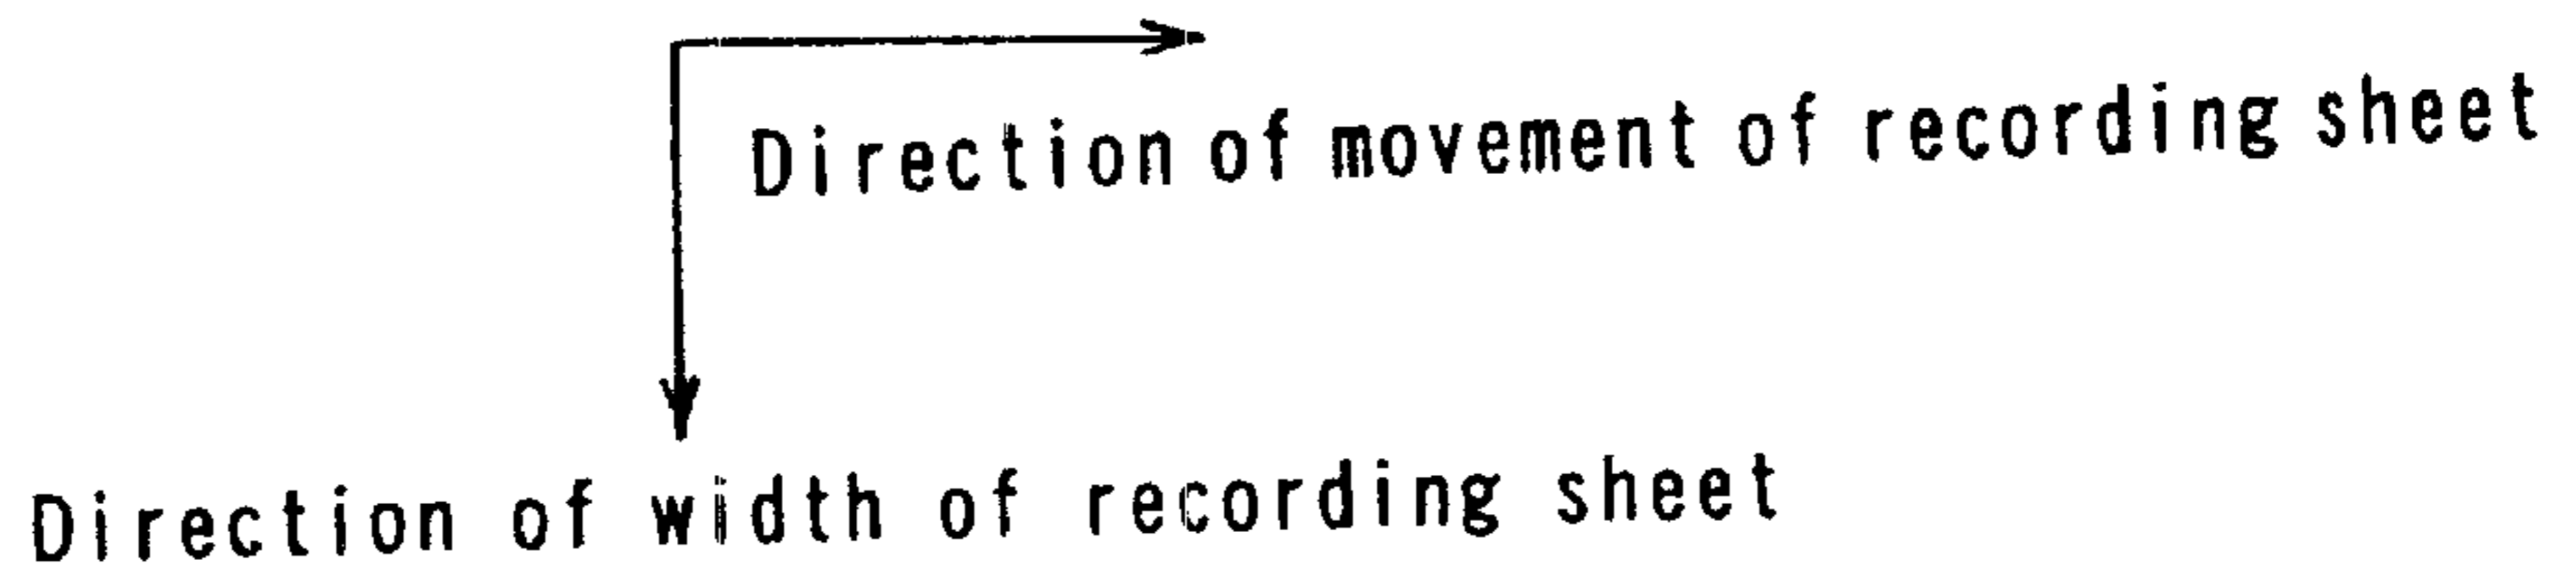 Direction of movement of recording sheet
Direction of width of recording sheet